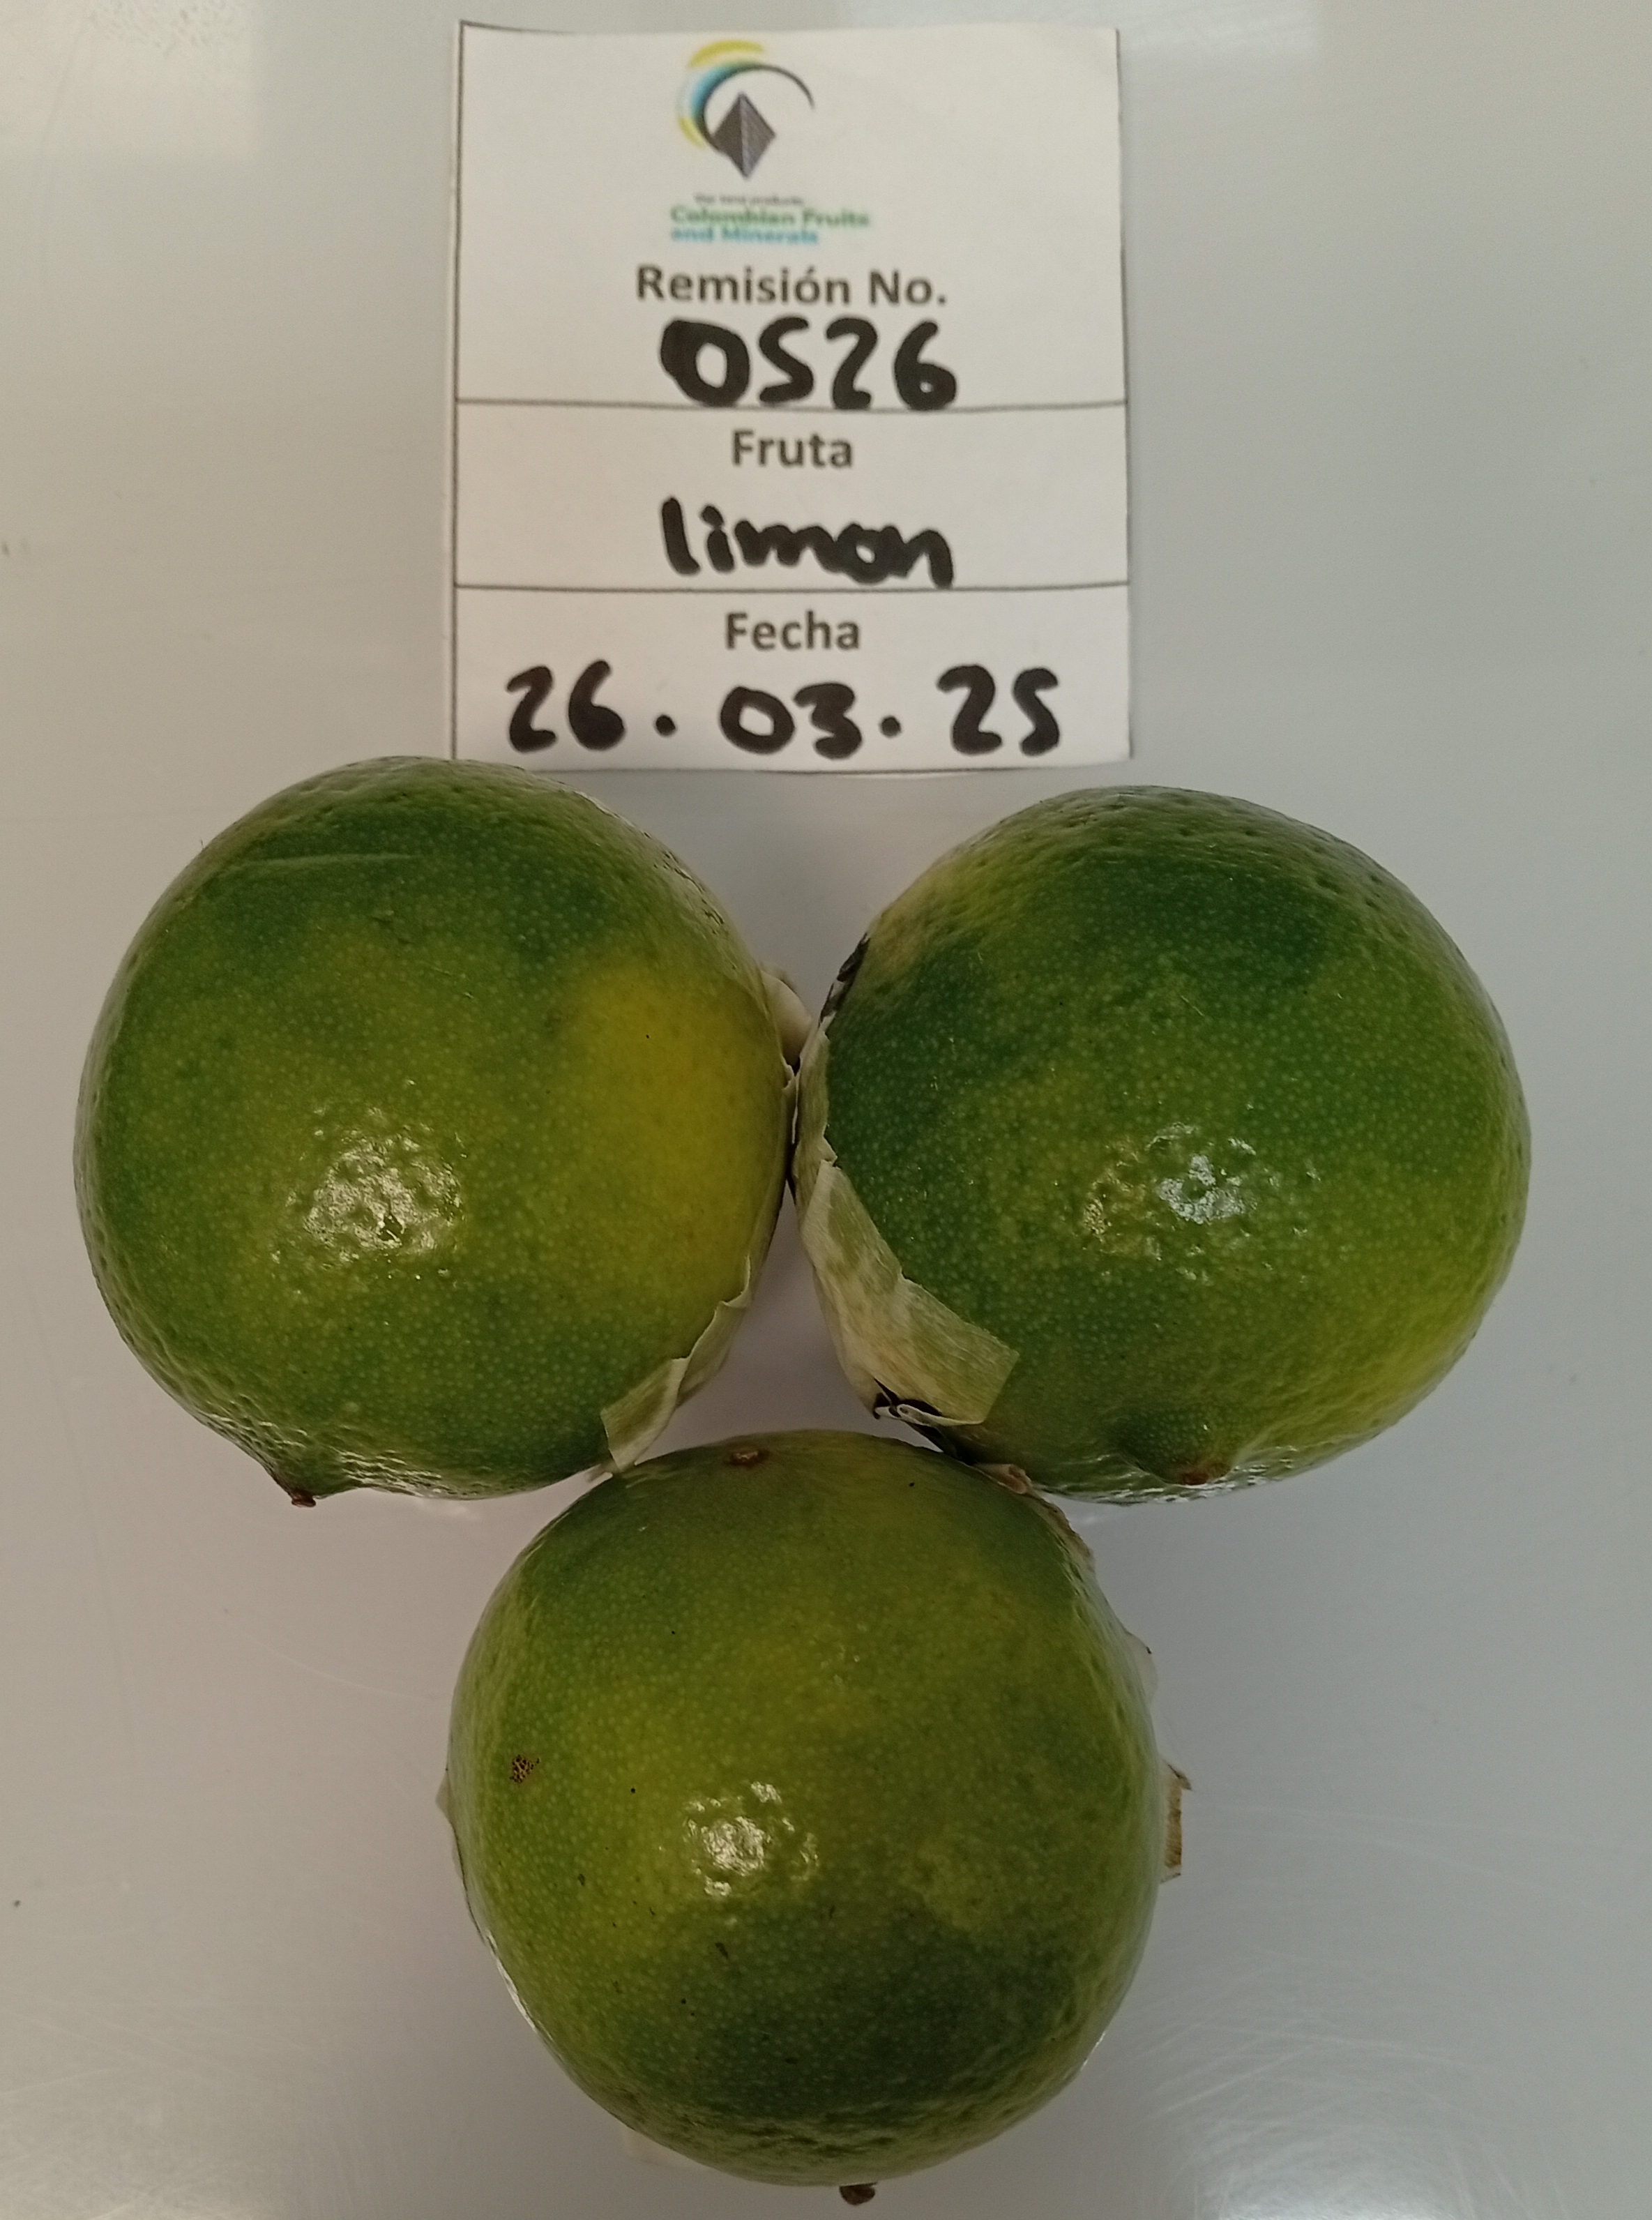 Colombian Fruits
and Minerals
Remisión No.
0526
Fruta
limon
Fecha
26.03.25